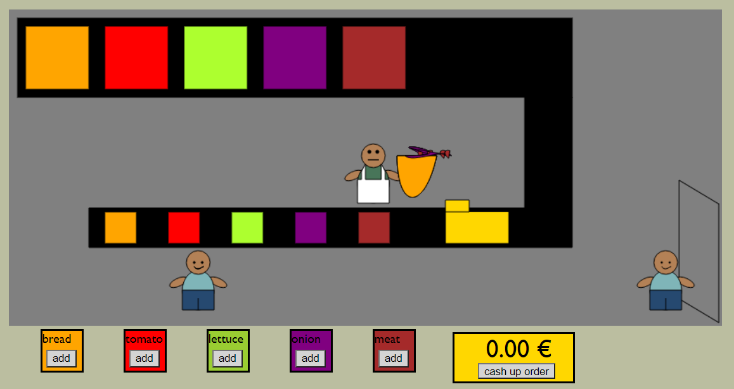 bread
add
tomato
add
lettuce
add
onion
add
meat
add
0.00 €
cash up order